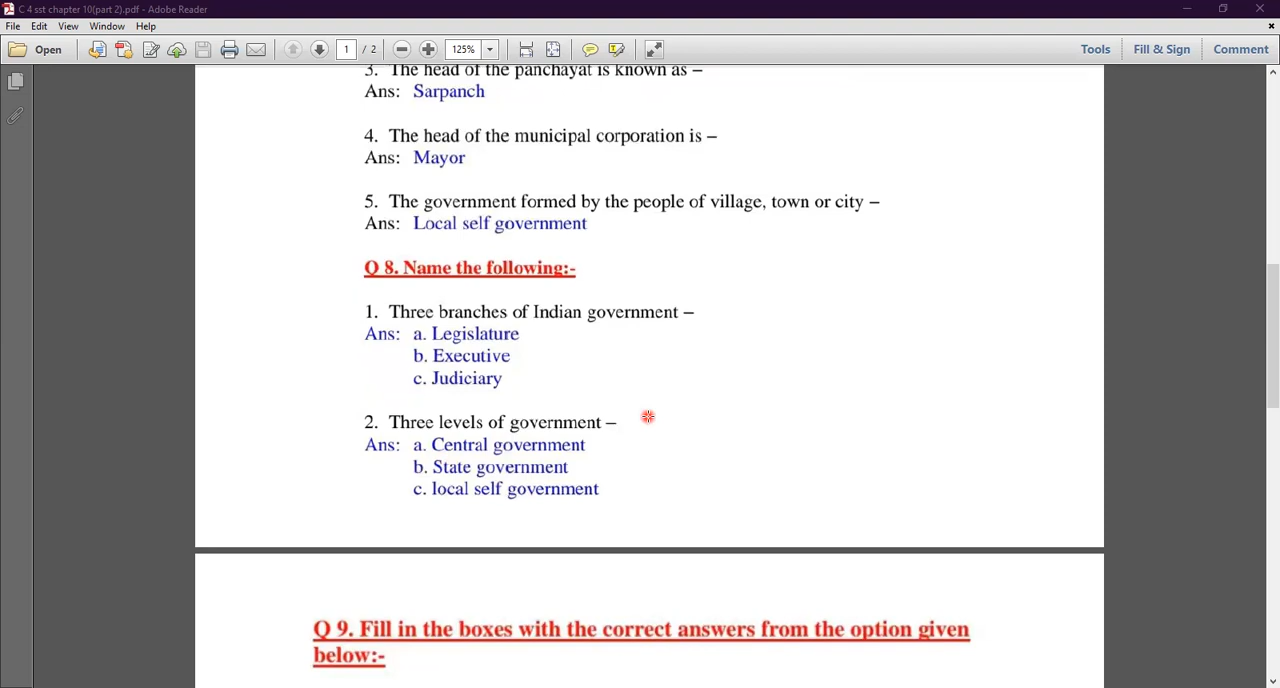 C 4 sst chapter 10(part 2).pdf - Adobe Reader
File Edit View Window Help
Open 1 / 2 125% Tools Fill & Sign Comment
3. The head of the panchayat is known as –
Ans: Sarpanch
4. The head of the municipal corporation is –
Ans: Mayor
5. The government formed by the people of village, town or city –
Ans: Local self government
Q 8. Name the following:-
1. Three branches of Indian government –
Ans: a. Legislature
b. Executive
c. Judiciary
2. Three levels of government –
Ans: a. Central government
b. State government
c. local self government
Q 9. Fill in the boxes with the correct answers from the option given
below:-